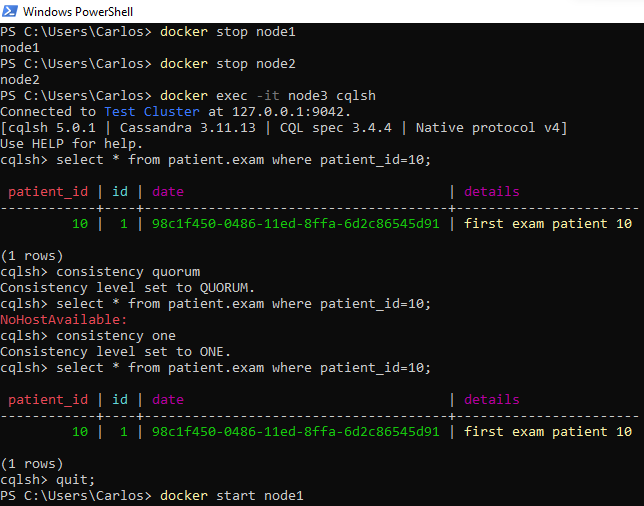 Windows PowerShell
PS C:\Users\Carlos> docker stop node1
node1
PS C:\Users\Carlos> docker stop node2
node2
PS C:\Users\Carlos> docker exec -it node3 cqlsh
Connected to Test Cluster at 127.0.0.1:9042.
[cqlsh 5.0.1 | Cassandra 3.11.13 | CQL spec 3.4.4 | Native protocol v4]
Use HELP for help.
cqlsh> select * from patient.exam where patient_id=10;

 patient_id | id | date                                 | details
------------+----+--------------------------------------+-----------------------
         10 |  1 | 98c1f450-0486-11ed-8ffa-6d2c86545d91 | first exam patient 10

(1 rows)
cqlsh> consistency quorum
Consistency level set to QUORUM.
cqlsh> select * from patient.exam where patient_id=10;
NoHostAvailable:
cqlsh> consistency one
Consistency level set to ONE.
cqlsh> select * from patient.exam where patient_id=10;

 patient_id | id | date                                 | details
------------+----+--------------------------------------+-----------------------
         10 |  1 | 98c1f450-0486-11ed-8ffa-6d2c86545d91 | first exam patient 10

(1 rows)
cqlsh> quit;
PS C:\Users\Carlos> docker start node1